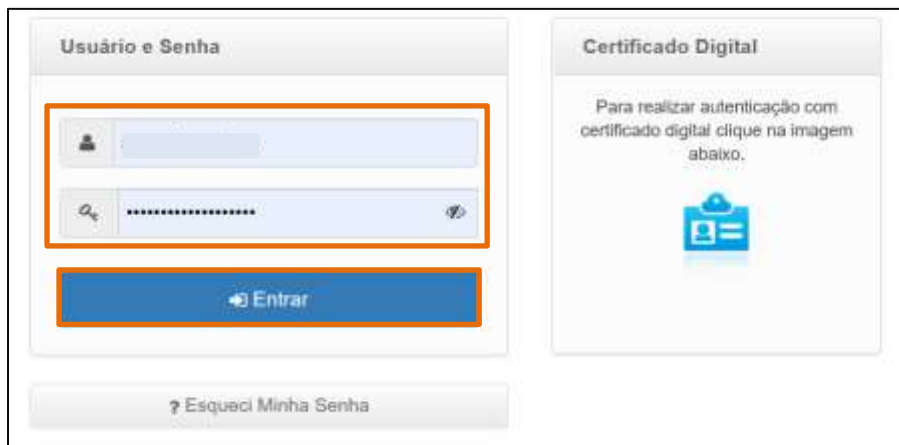 Usuário e Senha
••••••••••••••••••••
Entrar
? Esqueci Minha Senha
Certificado Digital
Para realizar autenticação com
certificado digital clique na imagem
abaixo.